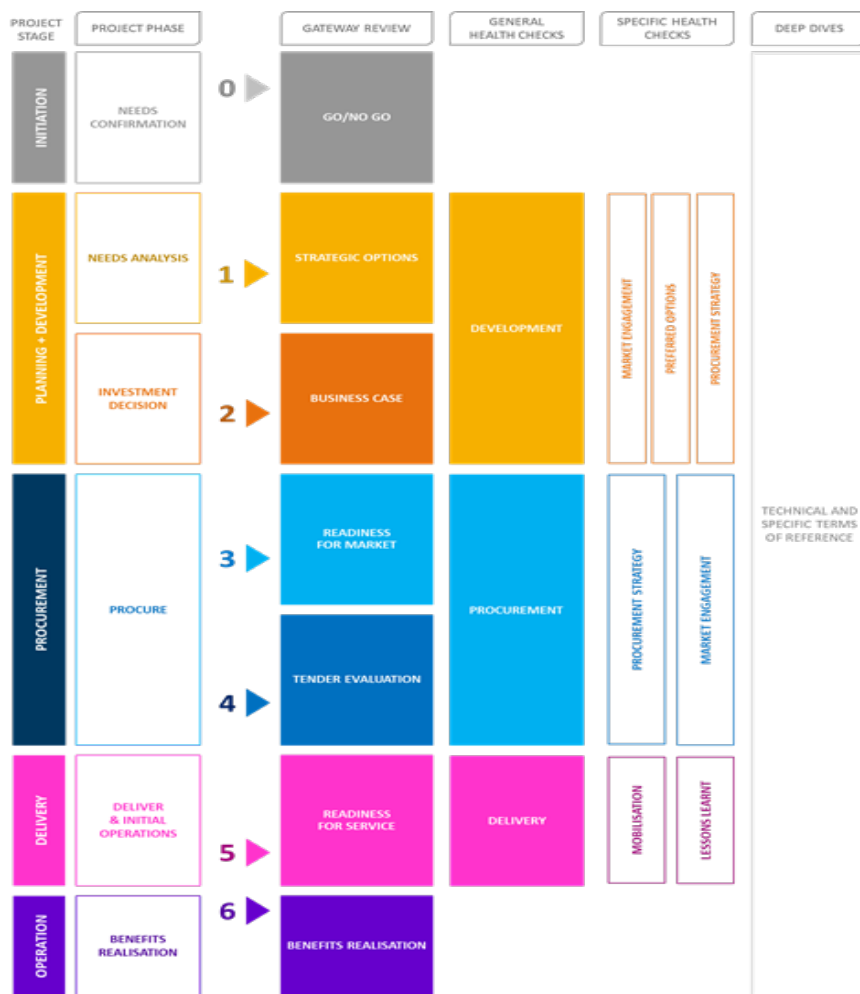 PROJECT
STAGE
PROJECT PHASE
GATEWAY REVIEW
GENERAL
HEALTH CHECKS
SPECIFIC HEALTH
CHECKS
DEEP DIVES
INITIATION
NEEDS
CONFIRMATION
0
GO/NO GO
PLANNING + DEVELOPMENT
NEEDS ANALYSIS
1
STRATEGIC OPTIONS
INVESTMENT
DECISION
2
BUSINESS CASE
DEVELOPMENT
MARKET ENGAGEMENT
PREFERRED OPTIONS
PROCUREMENT STRATEGY
PROCUREMENT
PROCURE
3
READINESS
FOR MARKET
4
TENDER EVALUATION
PROCUREMENT
PROCUREMENT STRATEGY
MARKET ENGAGEMENT
TECHNICAL AND
SPECIFIC TERMS
OF REFERENCE
DELIVERY
DELIVER
& INITIAL
OPERATIONS
5
READINESS
FOR SERVICE
DELIVERY
MOBILISATION
LESSONS LEARNT
OPERATION
BENEFITS
REALISATION
6
BENEFITS REALISATION